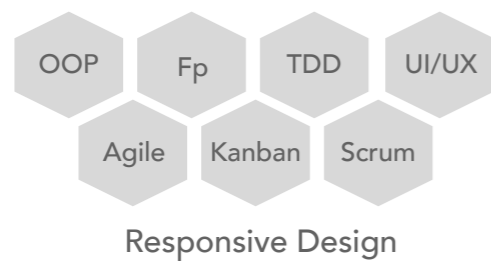 OOP Fp TDD UI/UX
Agile Kanban Scrum
Responsive Design